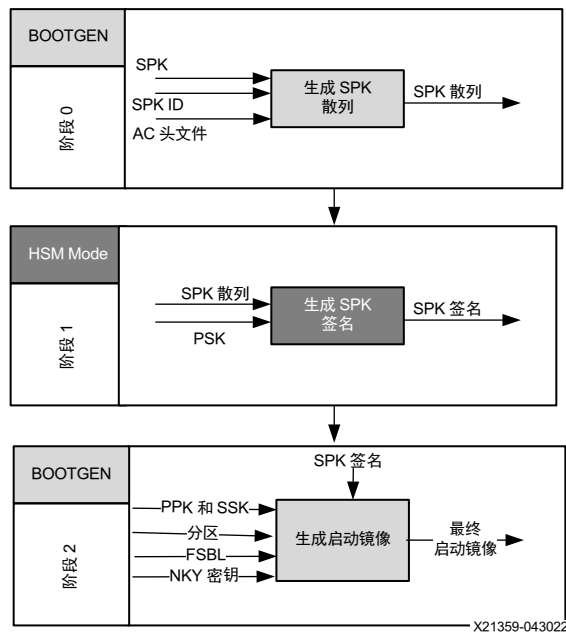 BOOTGEN
阶段 0
SPK
SPK ID
AC 头文件
生成 SPK
散列
SPK 散列
HSM Mode
阶段 1
SPK 散列
PSK
生成 SPK
签名
SPK 签名
BOOTGEN
阶段 2
SPK 签名
PPK 和 SSK
分区
FSBL
NKY 密钥
生成启动镜像
最终
启动镜像
X21359-043022